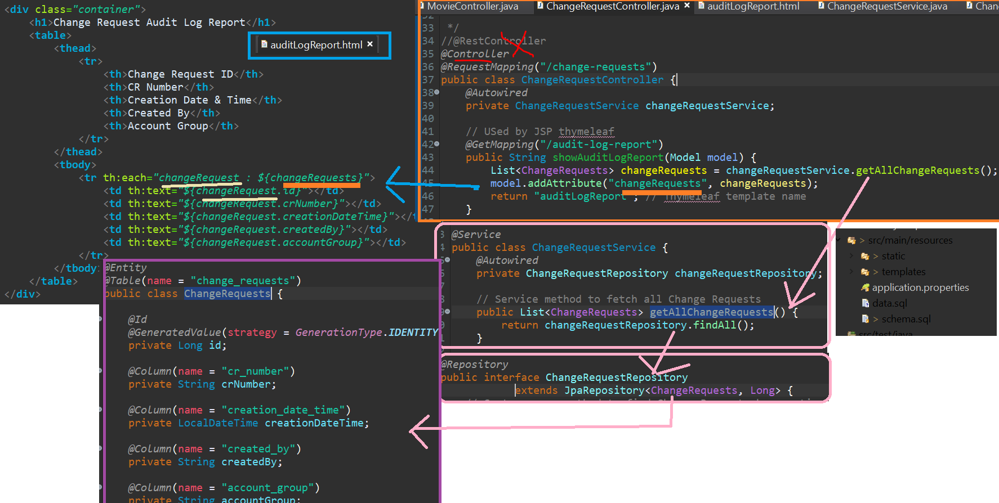 <div class="container">
<h1>Change Request Audit Log Report</h1>
<table>
<thead>
<tr>
<th>Change Request ID</th>
<th>CR Number</th>
<th>Creation Date & Time</th>
<th>Created By</th>
<th>Account Group</th>
</tr>
</thead>
<tbody>
<tr th:each="changeRequest : ${changeRequests}">
<td th:text="${changeRequest.id}"></td>
<td th:text="${changeRequest.crNumber}"></td>
<td th:text="${changeRequest.creationDateTime}"></t
<td th:text="${changeRequest.createdBy}"></td>
<td th:text="${changeRequest.accountGroup}"></td>
</tr>
</tbody>
</table>
</div>
auditLogReport.html ×
MovieController.java ChangeRequestController.java × auditLogReport.html ChangeRequestService.java Chan
32
33 */
34 //@RestController
35 @Controller
36 @RequestMapping("/change-requests")
37 public class ChangeRequestController {
38 @Autowired
39 private ChangeRequestService changeRequestService;
40
41 // USed by JSP thymeleaf
42 @GetMapping("/audit-log-report")
43 public String showAuditLogReport(Model model) {
44 List<ChangeRequests> changeRequests = changeRequestService.getAllChangeRequests();
model.addAttribute("changeRequests", changeRequests);
46 return "auditLogReport"; // Thymeleaf template name
47 }
3 @Service
4 public class ChangeRequestService {
5 @Autowired
private ChangeRequestRepository changeRequestRepository;
8 // Service method to fetch all Change Requests
9 public List<ChangeRequests> getAllChangeRequests() {
0 return changeRequestRepository.findAll();
1 }
@Repository
public interface ChangeRequestRepository
extends JpaRepository<ChangeRequests, Long> {
@Entity
@Table(name = "change_requests")
public class ChangeRequests {
@Id
@GeneratedValue(strategy = GenerationType.IDENTITY
private Long id;
@Column(name = "cr_number")
private String crNumber;
@Column(name = "creation_date_time")
private LocalDateTime creationDateTime;
@Column(name = "created_by")
private String createdBy;
@Column(name = "account_group")
private String accountGroup;
> src/main/resources
> static
> templates
application.properties
data.sql
> schema.sql
src/test/java